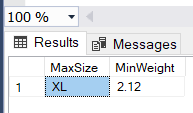 100 %
Results Messages
MaxSize MinWeight
1 XL 2.12